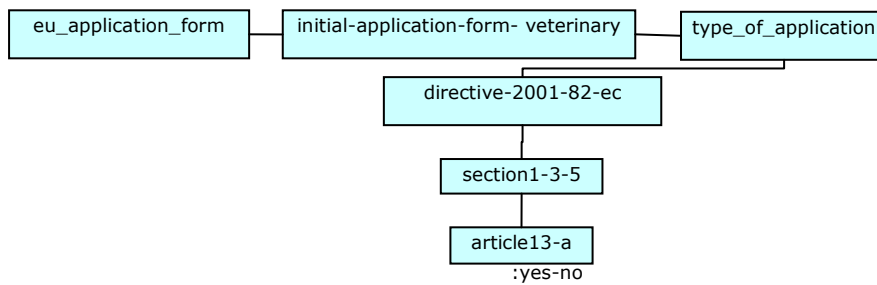 eu_application_form
initial-application-form- veterinary
type_of_application
directive-2001-82-ec
section1-3-5
article13-a
:yes-no